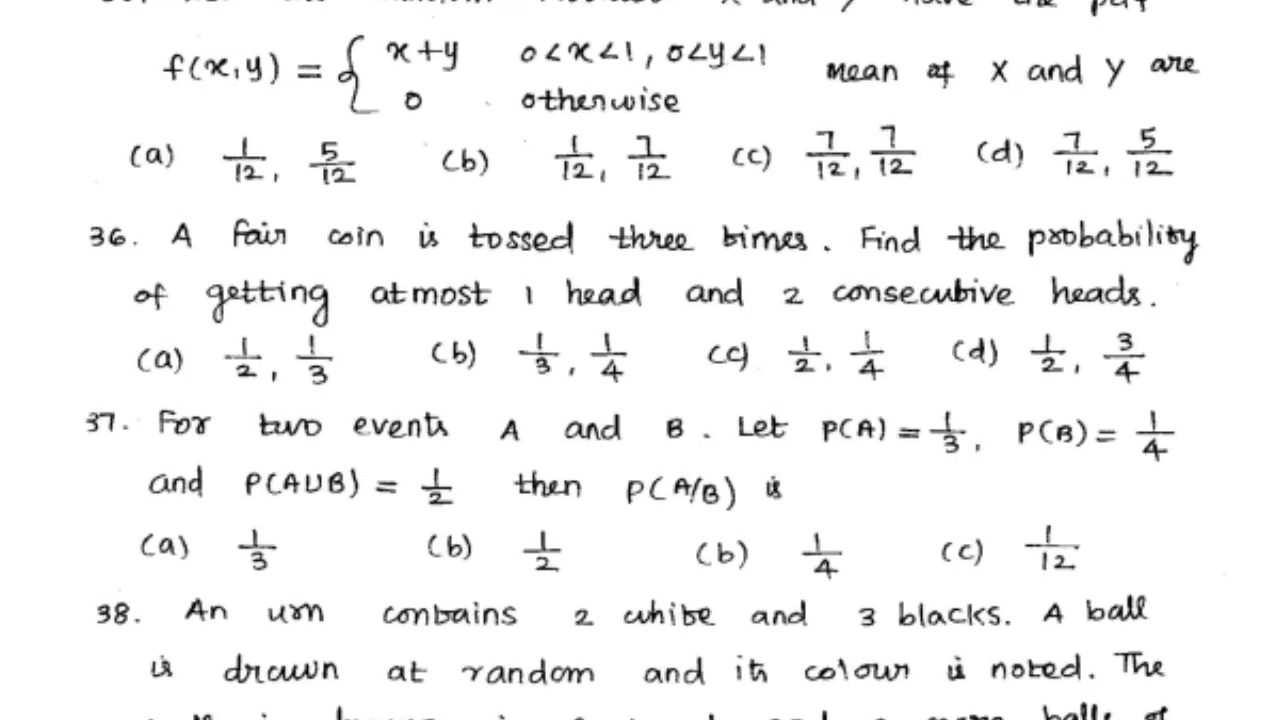 f(x,y) = { x+y 0<x<1, 0<y<1 mean of X and Y are
0 otherwise
(a) 1/12, 5/12 (b) 1/12, 7/12 (c) 7/12, 7/12 (d) 7/12, 5/12
36. A fair coin is tossed three times. Find the probability
of getting atmost 1 head and 2 consecutive heads.
(a) 1/2, 1/3 (b) 1/3, 1/4 (c) 1/2, 1/4 (d) 1/2, 3/4
37. For two events A and B. Let P(A) = 1/3, P(B) = 1/4
and P(AUB) = 1/2 then P(A/B) is
(a) 1/3 (b) 1/2 (b) 1/4 (c) 1/12
38. An urn contains 2 white and 3 blacks. A ball
is drawn at random and its colour is noted. The